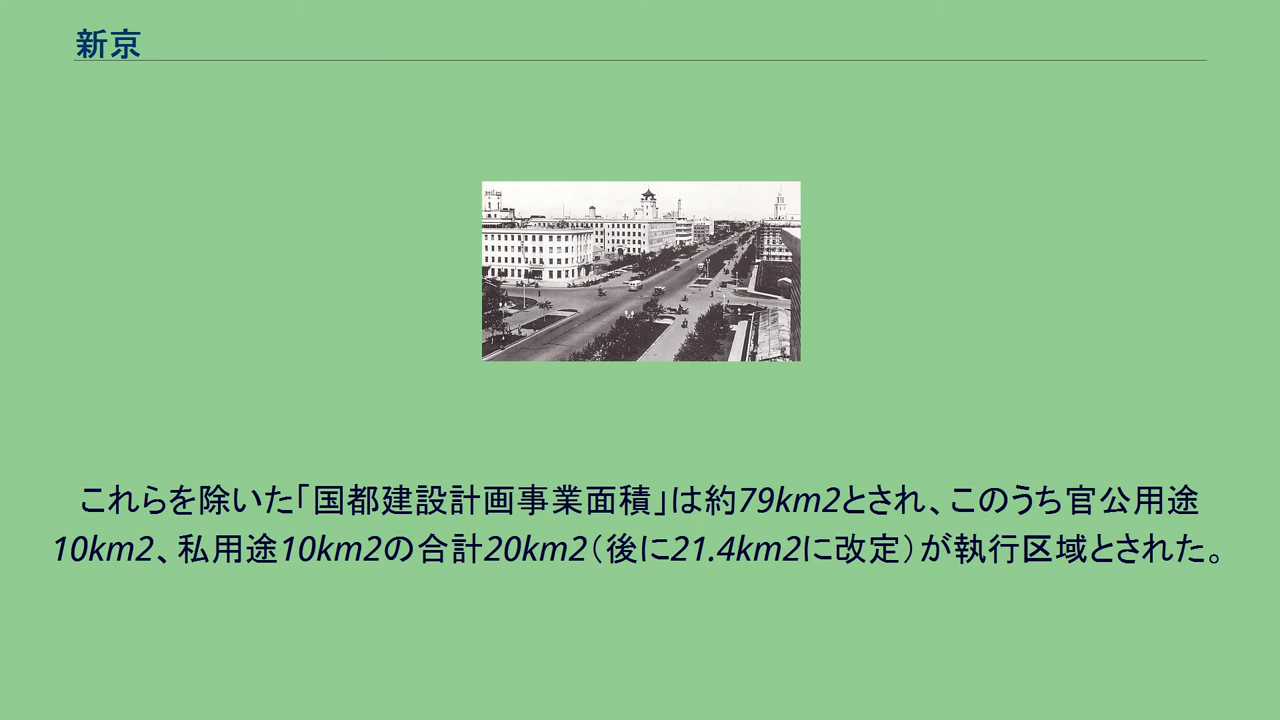 新京
これらを除いた「国都建設計画事業面積」は約79km2とされ、このうち官公用途
10km2、私用途10km2の合計20km2（後に21.4km2に改定）が執行区域とされた。